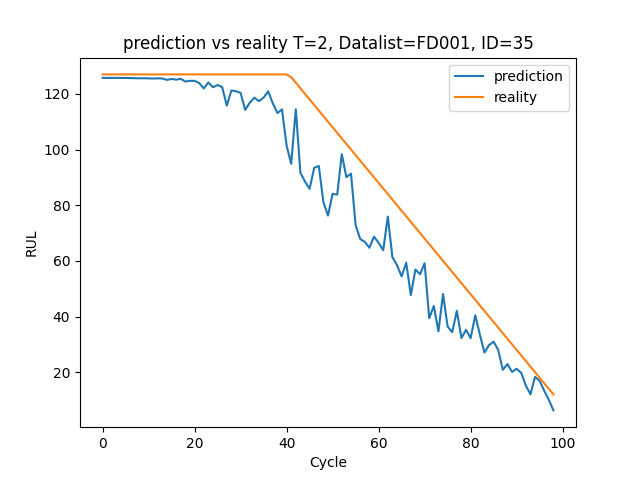 prediction vs reality T=2, Datalist=FD001, ID=35
prediction
reality
RUL
120
100
80
60
40
20
0 20 40 60 80 100
Cycle